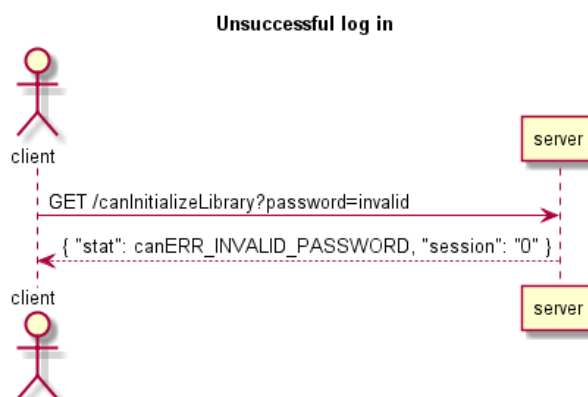 Unsuccessful log in
client
server
GET /canInitializeLibrary?password=invalid
{ "stat": canERR_INVALID_PASSWORD, "session": "0" }
client
server